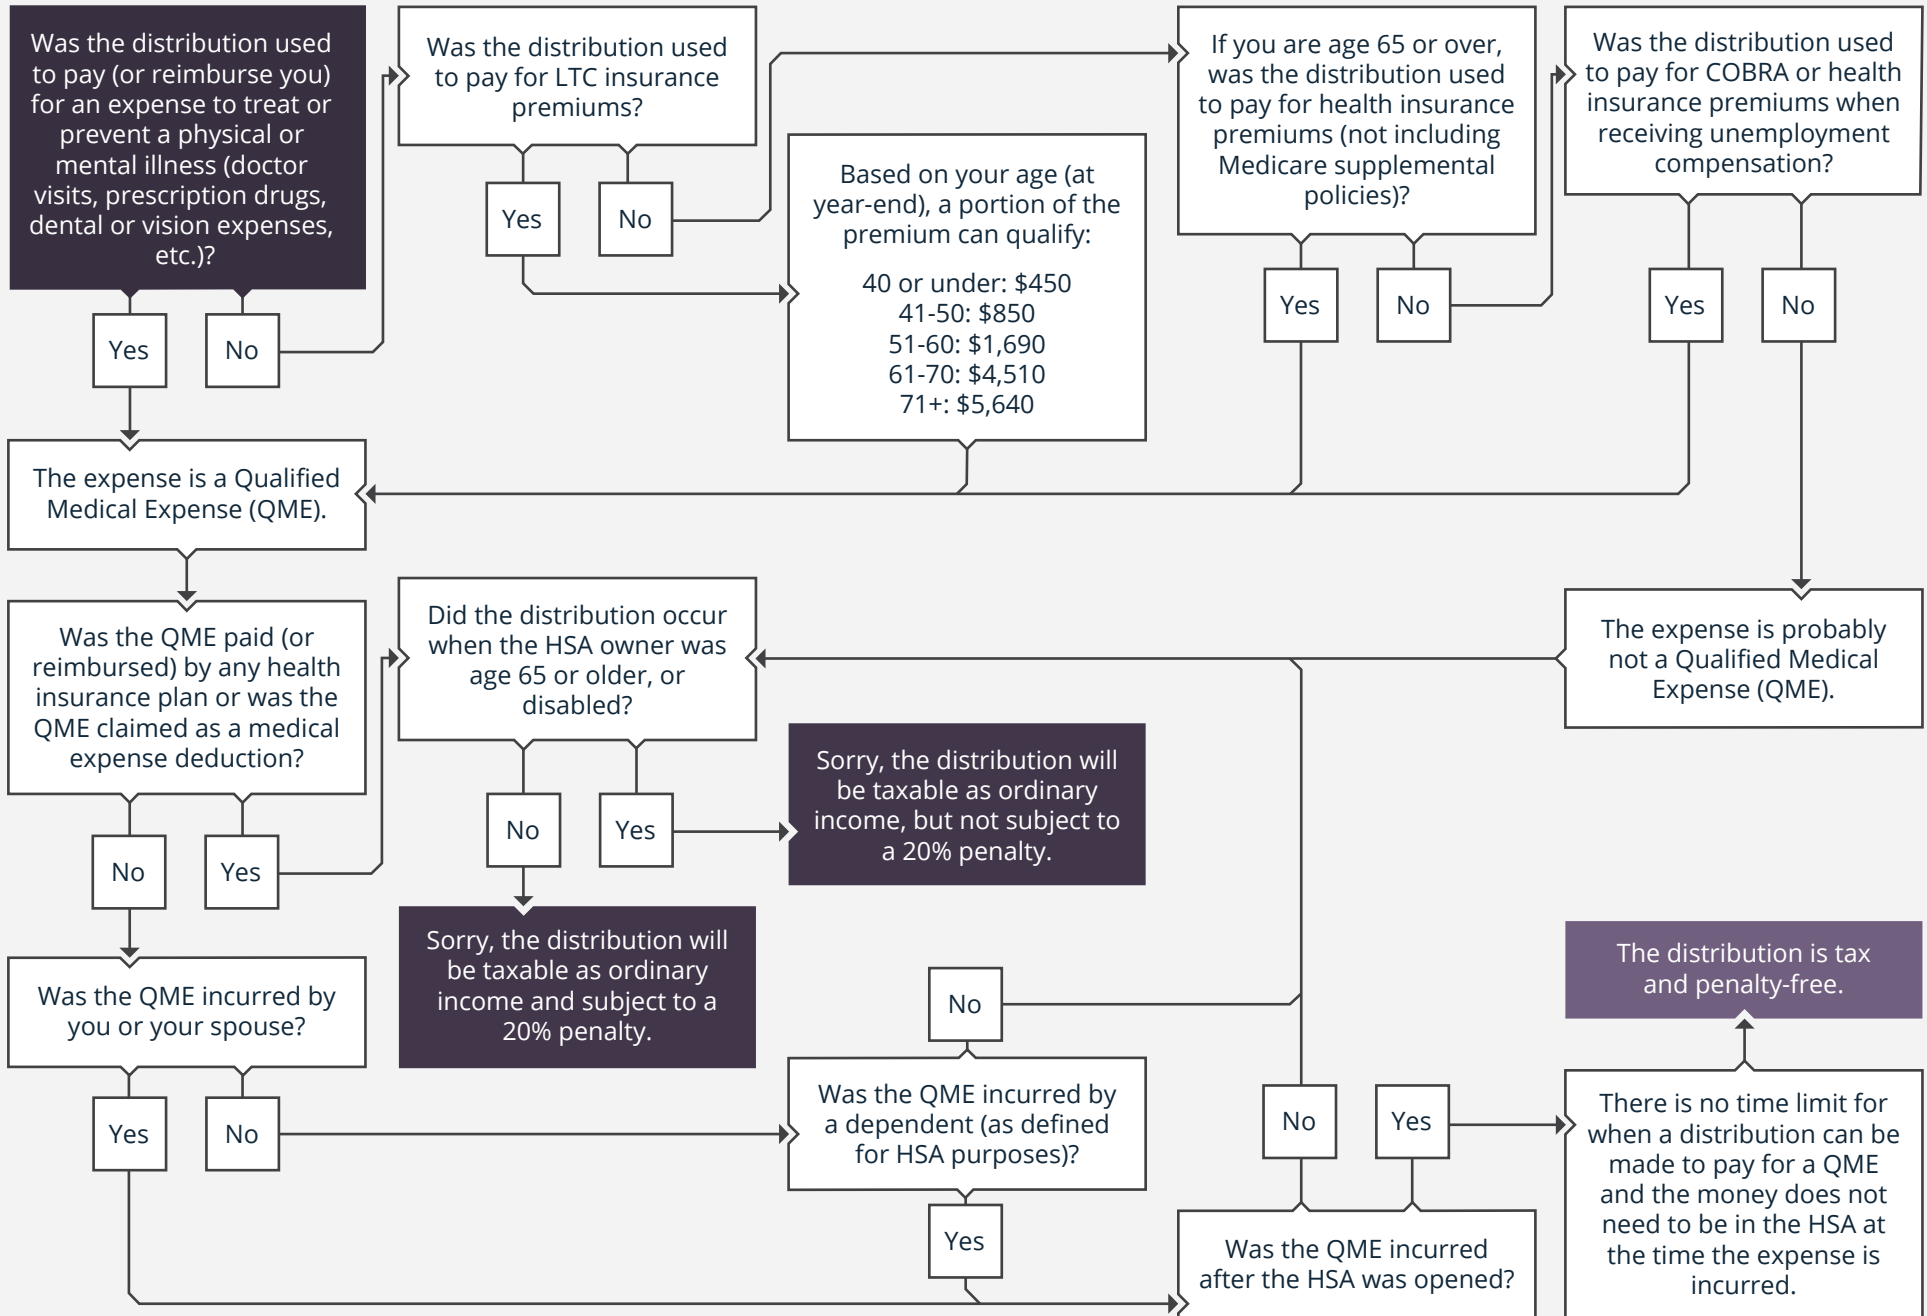 Was the distribution used
to pay (or reimburse you)
for an expense to treat or
prevent a physical or
mental illness (doctor
visits, prescription drugs,
dental or vision expenses,
etc.)?
Yes
No
Was the distribution used
to pay for LTC insurance
premiums?
Yes
No
Based on your age (at
year-end), a portion of the
premium can qualify:
40 or under: $450
41-50: $850
51-60: $1,690
61-70: $4,510
71+: $5,640
If you are age 65 or over,
was the distribution used
to pay for health insurance
premiums (not including
Medicare supplemental
policies)?
Yes
No
Was the distribution used
to pay for COBRA or health
insurance premiums when
receiving unemployment
compensation?
Yes
No
The expense is a Qualified
Medical Expense (QME).
Was the QME paid (or
reimbursed) by any health
insurance plan or was the
QME claimed as a medical
expense deduction?
No
Yes
Did the distribution occur
when the HSA owner was
age 65 or older, or
disabled?
No
Yes
Sorry, the distribution will
be taxable as ordinary
income, but not subject to
a 20% penalty.
Sorry, the distribution will
be taxable as ordinary
income and subject to a
20% penalty.
The expense is probably
not a Qualified Medical
Expense (QME).
Was the QME incurred by
you or your spouse?
Yes
No
No
Was the QME incurred by
a dependent (as defined
for HSA purposes)?
Yes
No
Yes
Was the QME incurred
after the HSA was opened?
The distribution is tax
and penalty-free.
There is no time limit for
when a distribution can be
made to pay for a QME
and the money does not
need to be in the HSA at
the time the expense is
incurred.